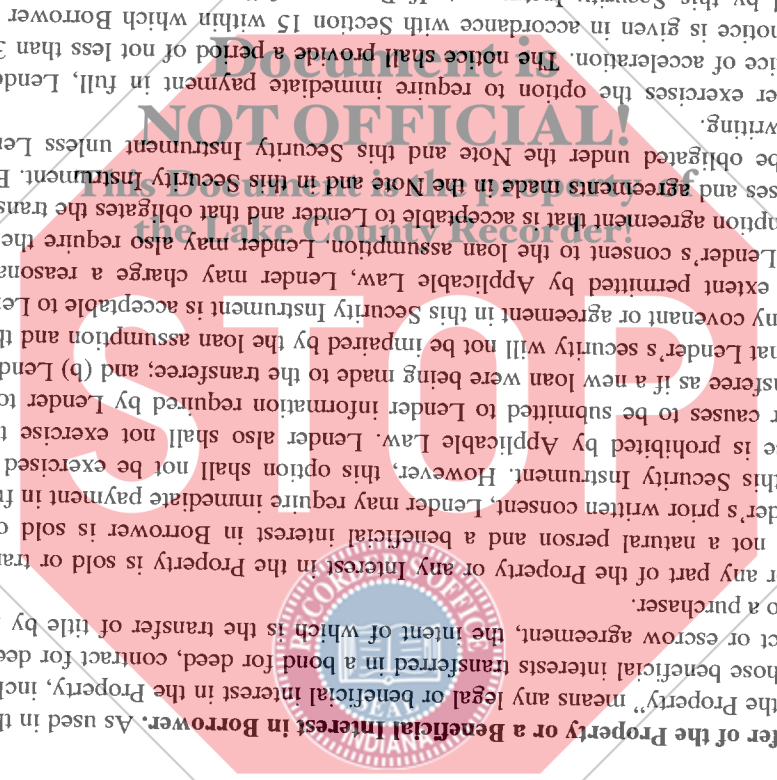 Document is
NOT OFFICIAL!
This Document is the property of
the Lake County Recorder!
STOP
RECORDER'S OFFICE
SEAL
INDIANA
fer of the Property or a Beneficial Interest in Borrower. As used in th
the Property” means any legal or beneficial interest in the Property, incl
hose beneficial interests transferred in a bond for deed, contract for dee
ct or escrow agreement, the intent of which is the transfer of title by
o a purchaser.
r any part of the Property or any Interest in the Property is sold or tran
not a natural person and a beneficial interest in Borrower is sold o
der’s prior written consent, Lender may require immediate payment in f
this Security Instrument. However, this option shall not be exercised
se is prohibited by Applicable Law. Lender also shall not exercise t
r causes to be submitted to Lender information required by Lender to
nsferee as if a new loan were being made to the transferee; and (b) Lend
hat Lender’s security will not be impaired by the loan assumption and th
ny covenant or agreement in this Security Instrument is acceptable to Le
extent permitted by Applicable Law, Lender may charge a reasona
Lender’s consent to the loan assumption. Lender may also require the
mption agreement that is acceptable to Lender and that obligates the trans
ses and agreements made in the Note and in this Security Instrument. B
be obligated under the Note and this Security Instrument unless Len
writing.
er exercises the option to require immediate payment in full, Lende
ice of acceleration. The notice shall provide a period of not less than 3
notice is given in accordance with Section 15 within which Borrower
by this Security